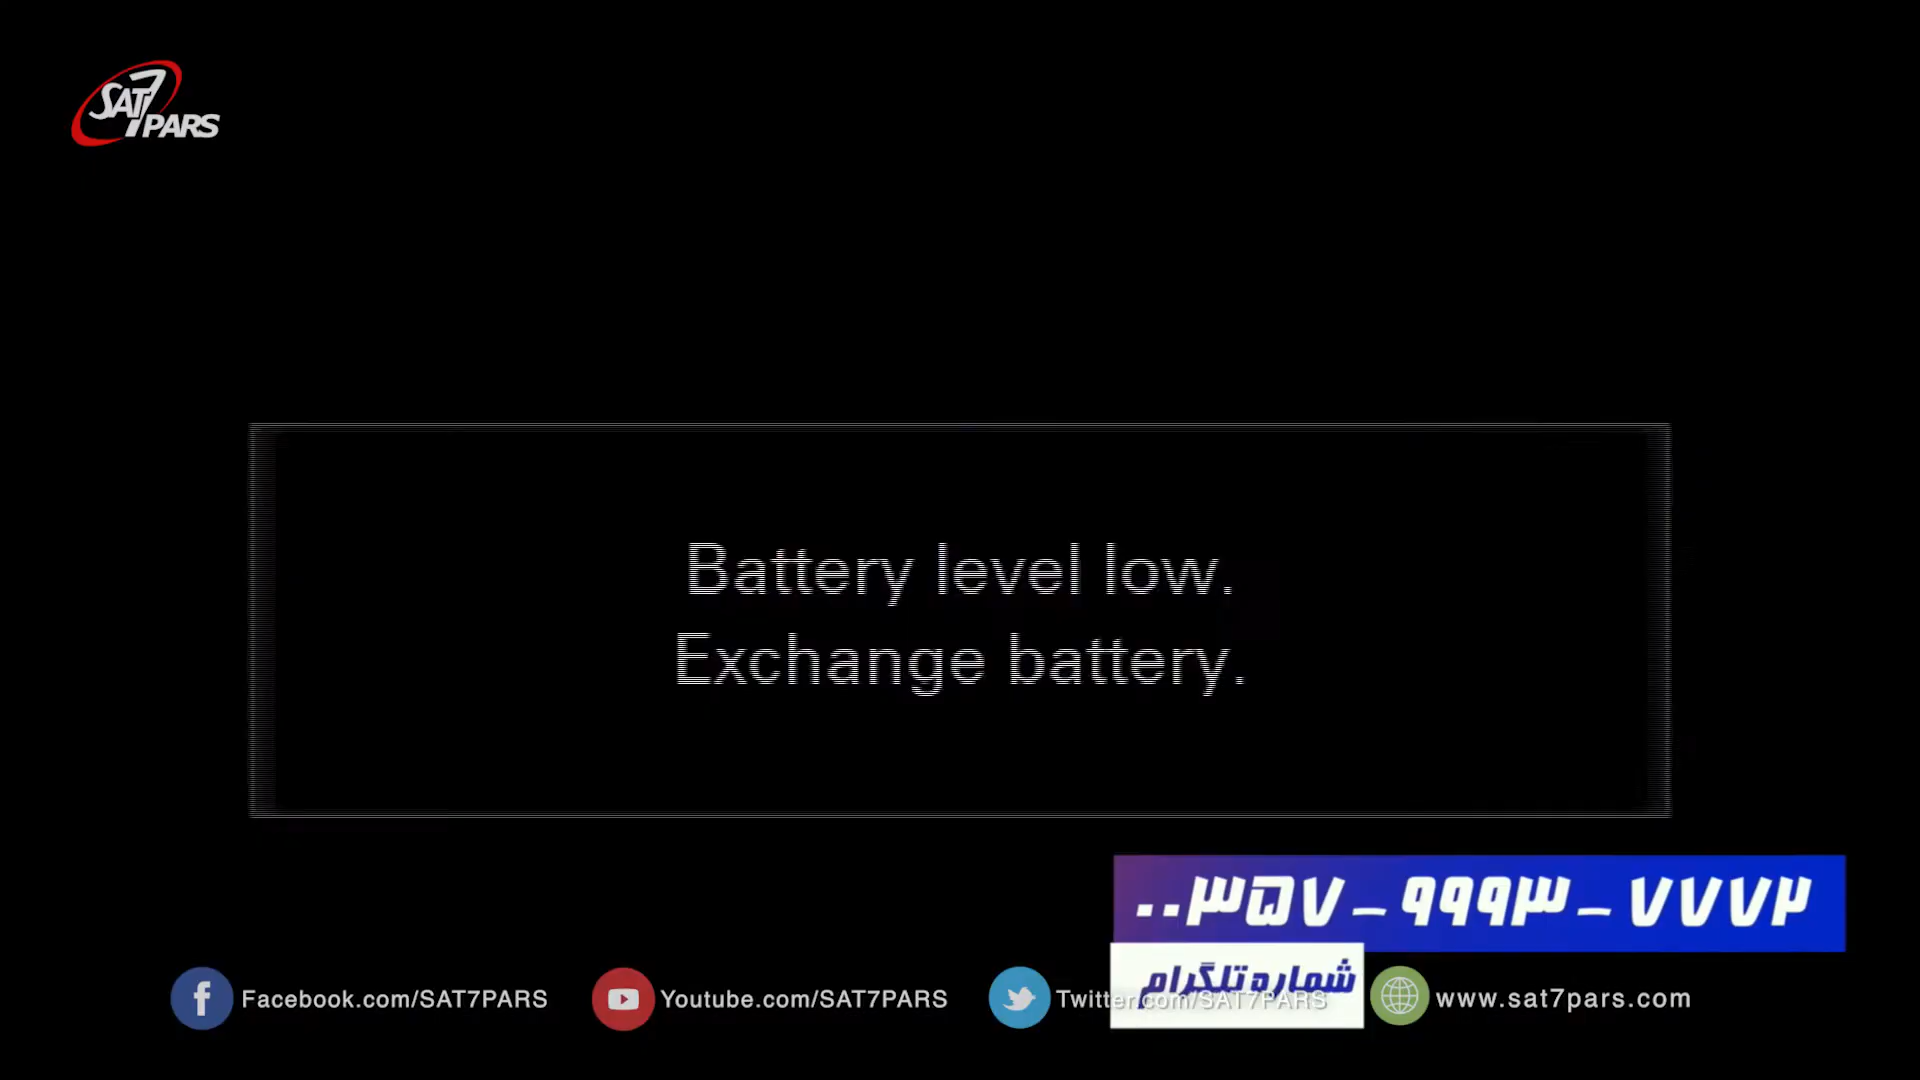 SAT7 PARS
Battery level low.
Exchange battery.
۰۰۳۵۷-۹۹۹۳-۷۷۷۲
شماره تلگرام
Facebook.com/SAT7PARS
Youtube.com/SAT7PARS
Twitter.com/SAT7PARS
www.sat7pars.com